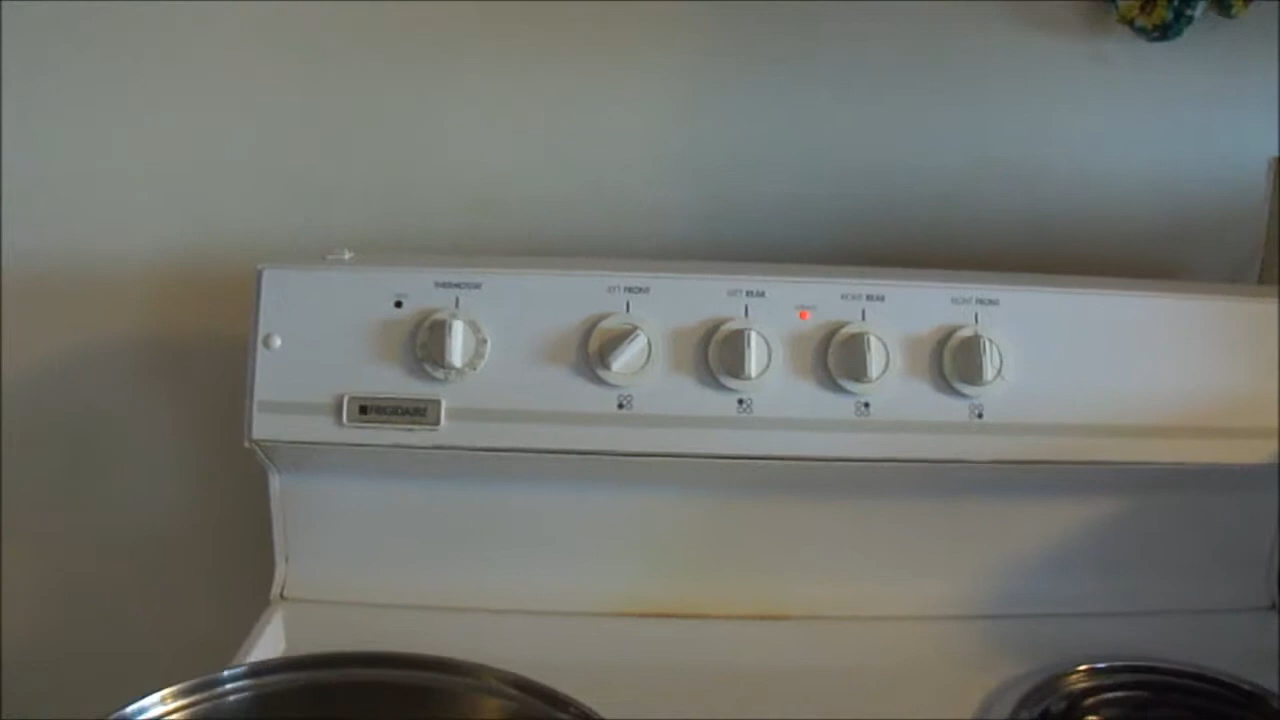 THERMOSTAT
LEFT FRONT
LEFT REAR
RIGHT REAR
RIGHT FRONT
FRIGIDAIRE